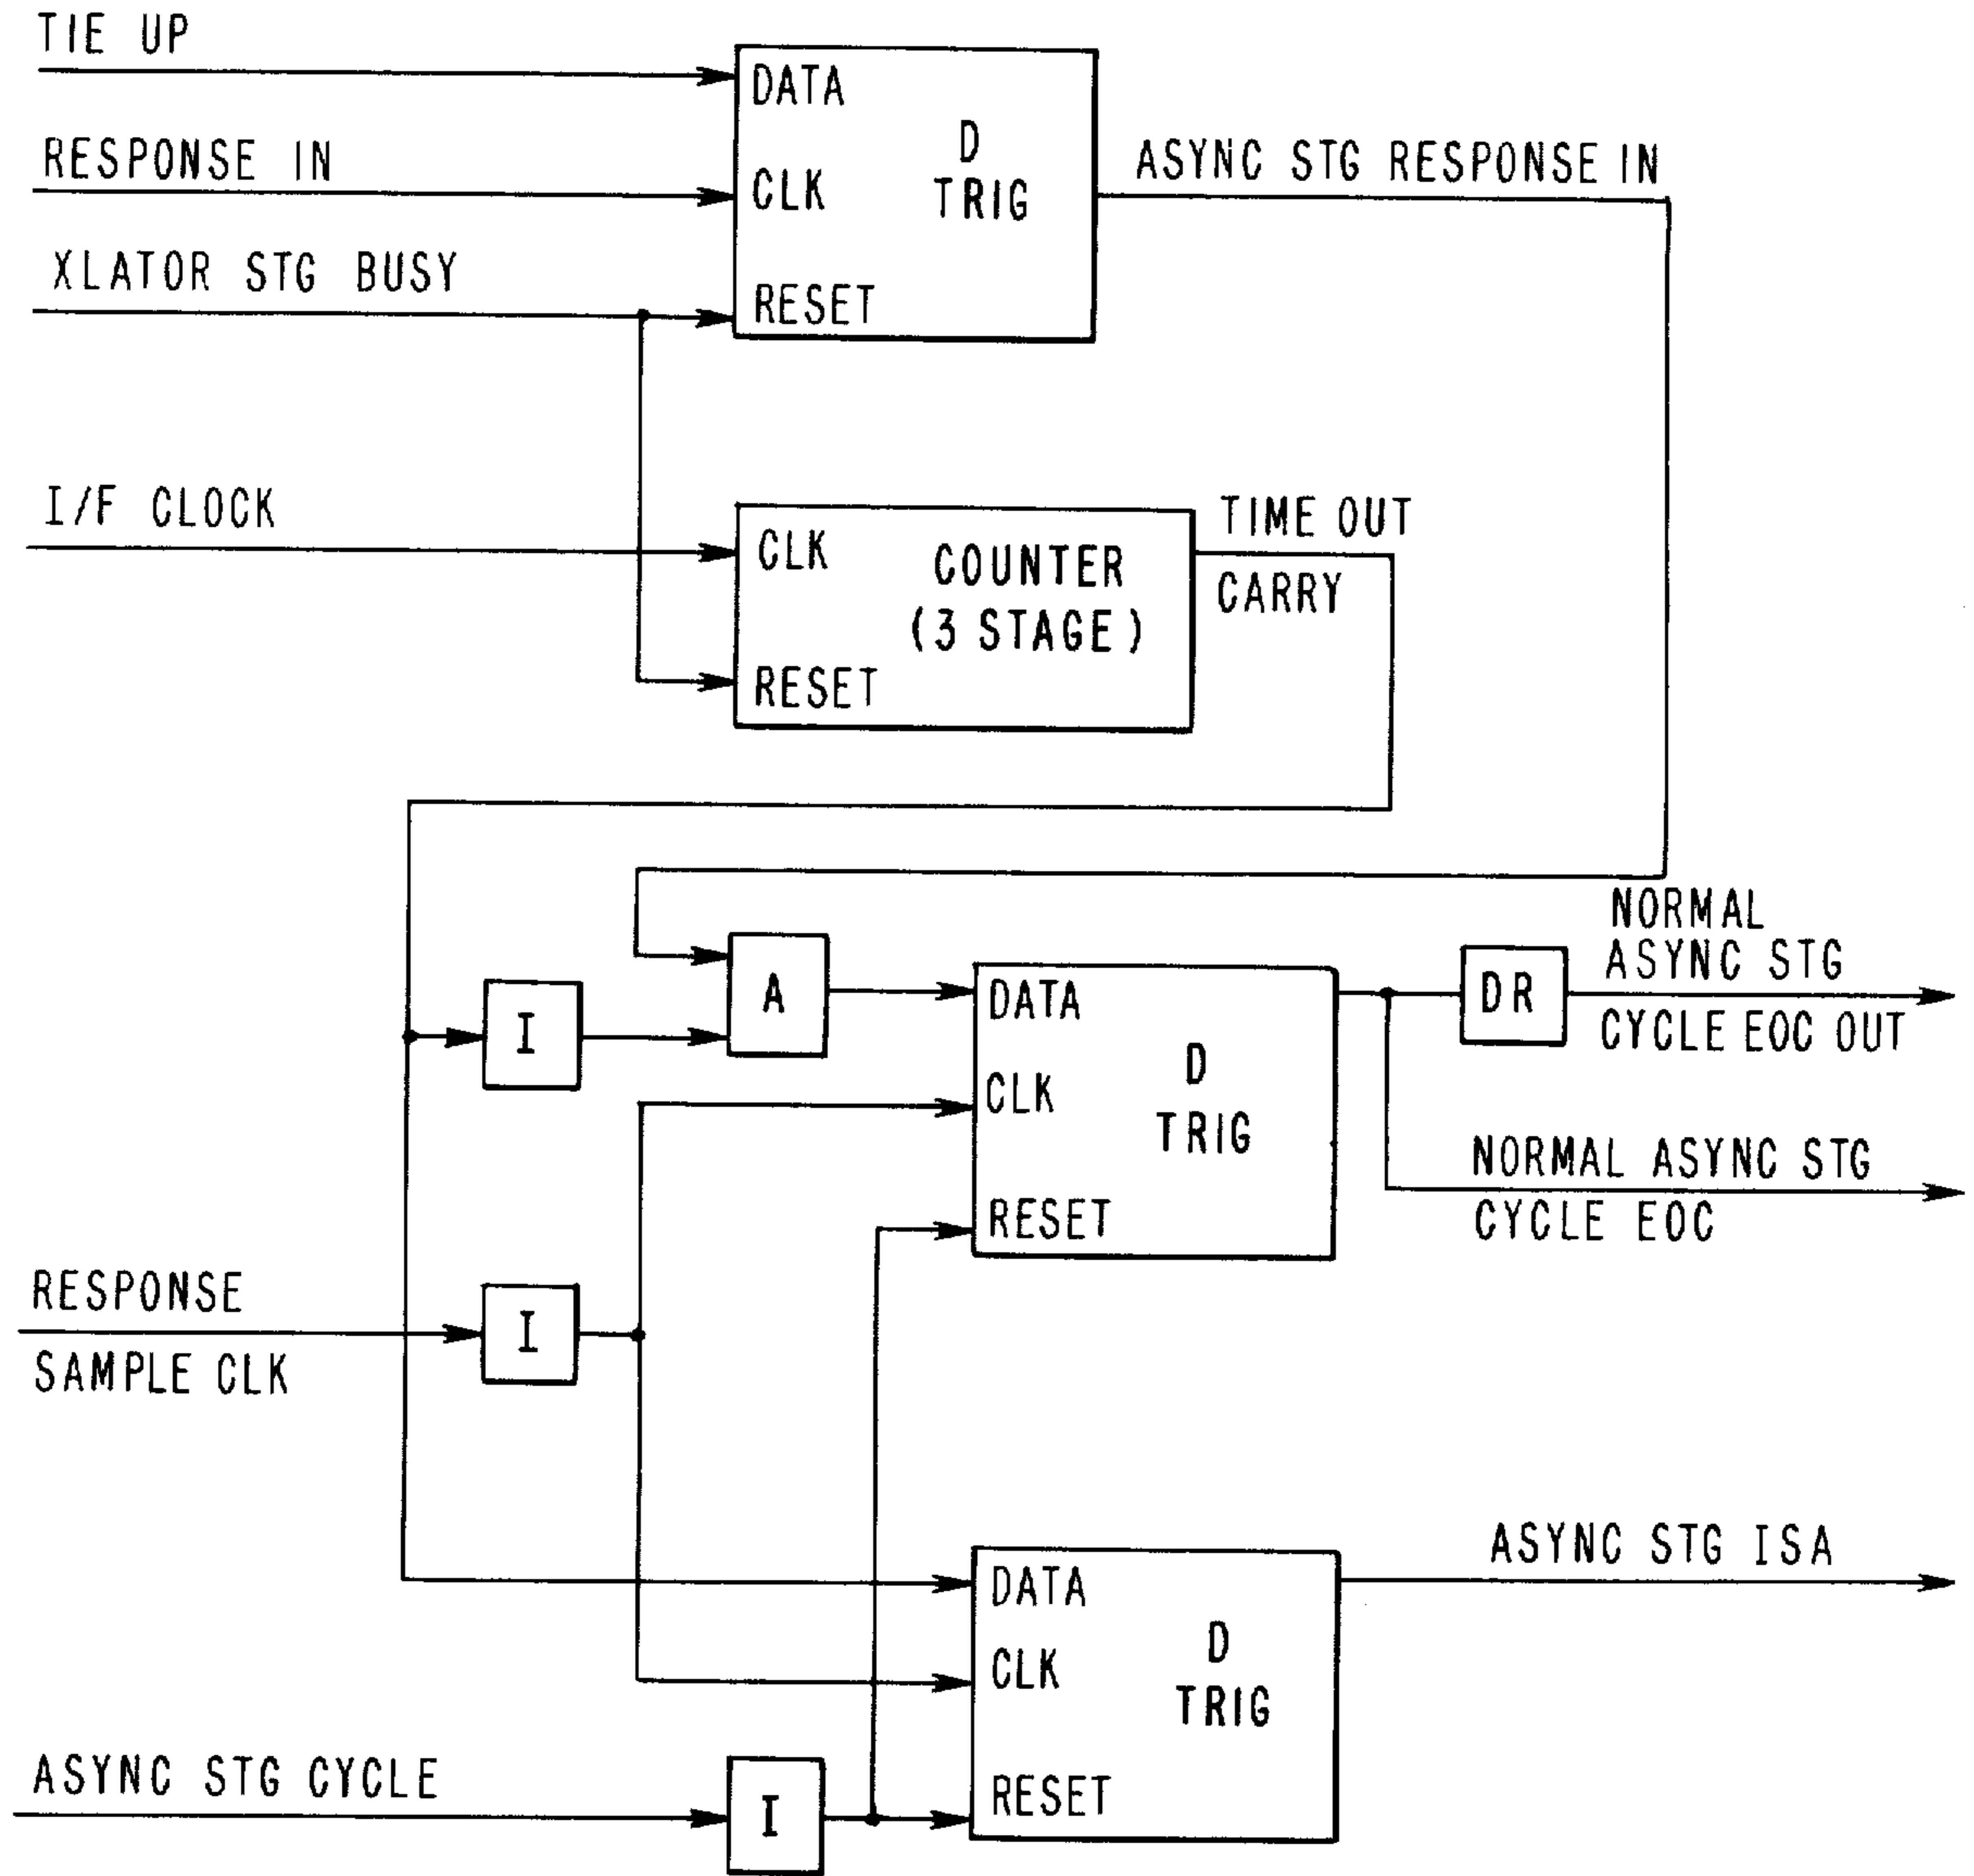 TIE UP
DATA
D
TRIG
RESPONSE IN
CLK
ASYNC STG RESPONSE IN
XLATOR STG BUSY
RESET
I/F CLOCK
CLK
COUNTER
(3 STAGE)
RESET
TIME OUT
CARRY
I
A
DATA
D
TRIG
CLK
RESET
DR
NORMAL
ASYNC STG
CYCLE EOC OUT
NORMAL ASYNC STG
CYCLE EOC
RESPONSE
SAMPLE CLK
I
DATA
D
TRIG
CLK
RESET
ASYNC STG ISA
ASYNC STG CYCLE
I